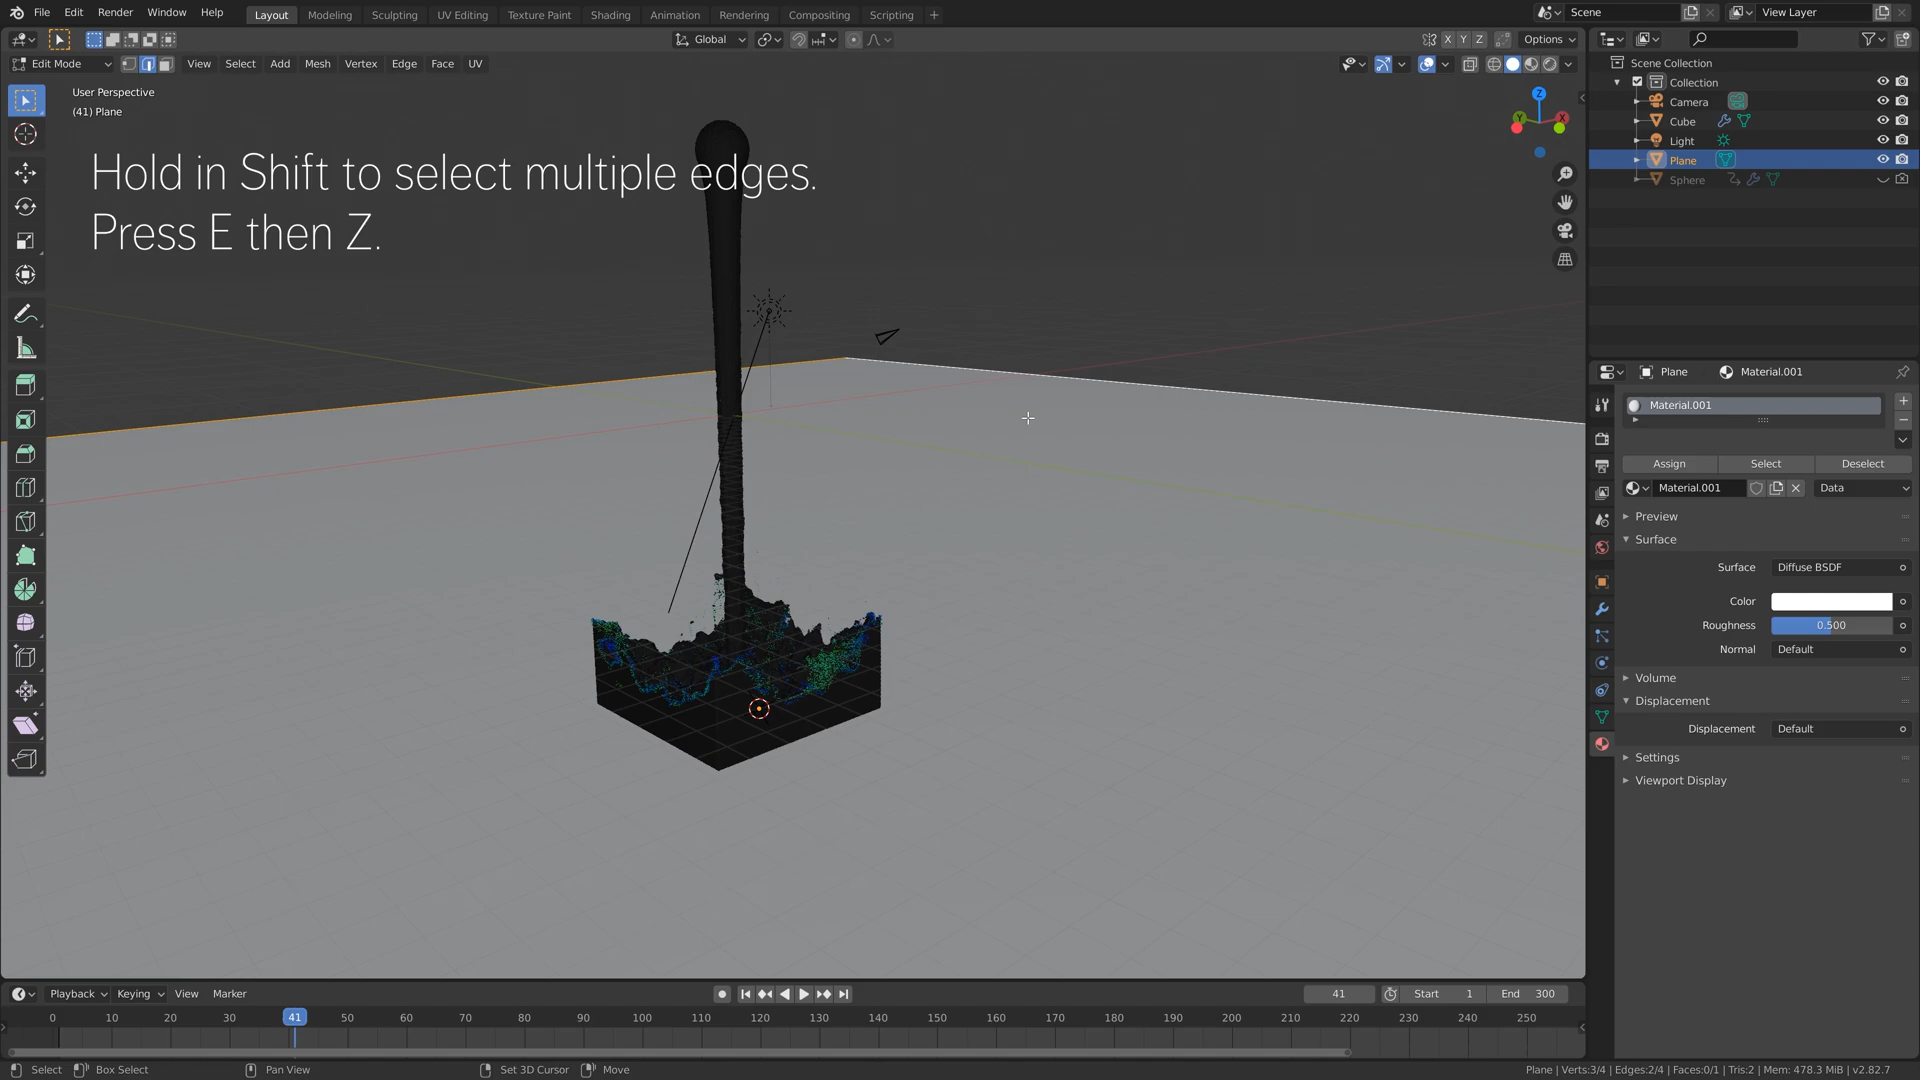 File Edit Render Window Help
Layout Modeling Sculpting UV Editing Texture Paint Shading Animation Rendering Compositing Scripting +
Scene
View Layer
Global
X Y Z
Options
Edit Mode
View Select Add Mesh Vertex Edge Face UV
User Perspective
(41) Plane
Hold in Shift to select multiple edges.
Press E then Z.
Z
Y
X
Scene Collection
Collection
Camera
Cube
Light
Plane
Sphere
Plane Material.001
Material.001
Assign Select Deselect
Material.001 Data
Preview
Surface
Surface Diffuse BSDF
Color
Roughness 0.500
Normal Default
Volume
Displacement
Displacement Default
Settings
Viewport Display
Playback Keying View Marker
41 Start 1 End 300
0 10 20 30 41 50 60 70 80 90 100 110 120 130 140 150 160 170 180 190 200 210 220 230 240 250
Select Box Select Pan View Set 3D Cursor Move
Plane | Verts:3/4 | Edges:2/4 | Faces:0/1 | Tris:2 | Mem: 478.3 MiB | v2.82.7